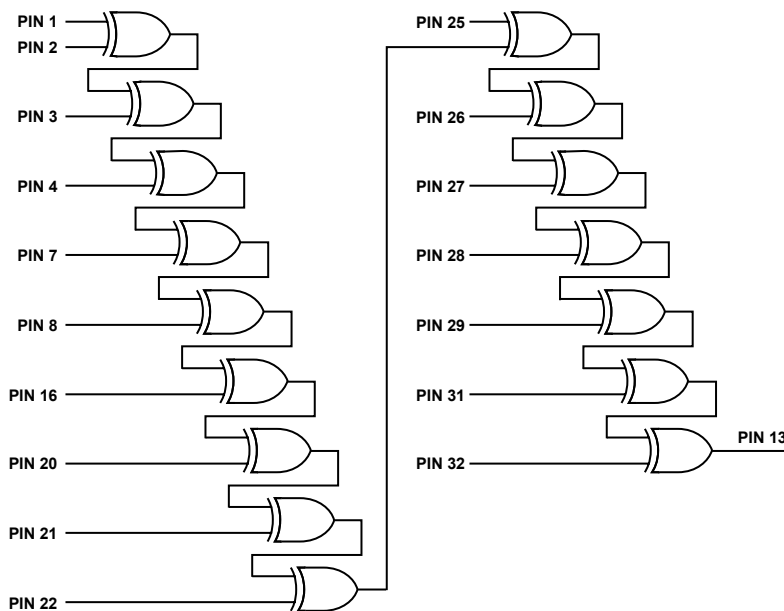 PIN 1
PIN 2
PIN 3
PIN 4
PIN 7
PIN 8
PIN 16
PIN 20
PIN 21
PIN 22
PIN 25
PIN 26
PIN 27
PIN 28
PIN 29
PIN 31
PIN 32
PIN 13